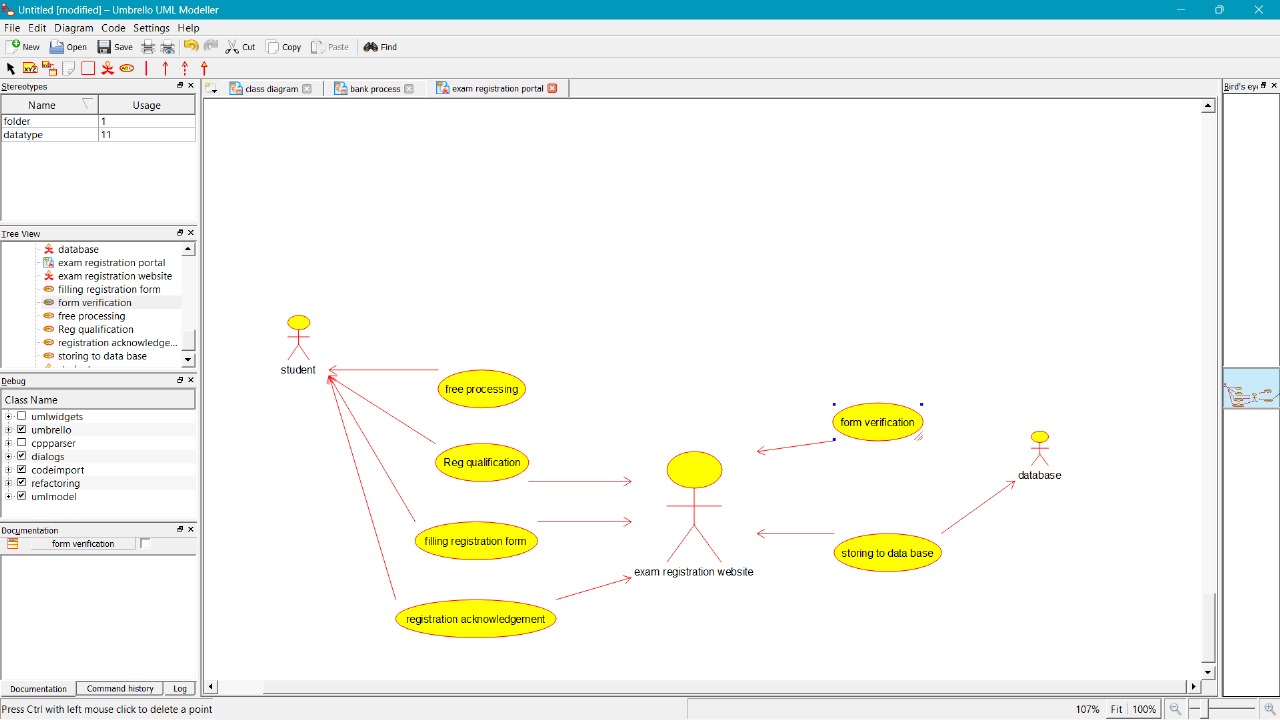 Untitled [modified] – Umbrello UML Modeller
File Edit Diagram Code Settings Help
New Open Save Cut Copy Paste Find
Stereotypes
Name Usage
folder 1
datatype 11
Tree View
database
exam registration portal
exam registration website
filling registration form
form verification
free processing
Reg qualification
registration acknowledge...
storing to data base
Debug
Class Name
umlwidgets
umbrello
cppparser
dialogs
codeimport
refactoring
umlmodel
Documentation
form verification
Documentation Command history Log
class diagram bank process exam registration portal
student
free processing
Reg qualification
filling registration form
registration acknowledgement
exam registration website
form verification
storing to data base
database
Bird's eye
Press Ctrl with left mouse click to delete a point
107% Fit 100%